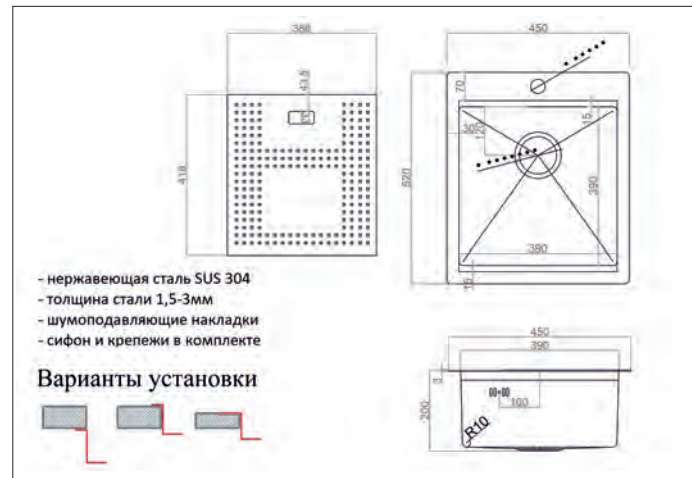 388
450
43.5
418
70
15
30
120
520
390
390
15
- нержавеющая сталь SUS 304
- толщина стали 1,5-3мм
- шумоподавляющие накладки
- сифон и крепежи в комплекте
Варианты установки
450
390
3
200
100
R10